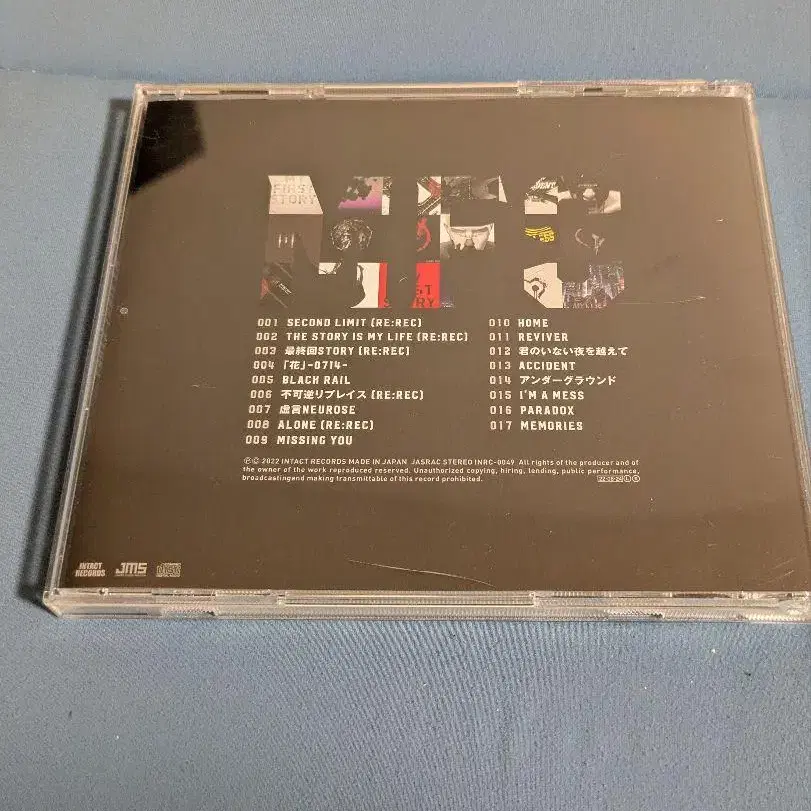 MY
FIRST
STORY
ST
STORY
001 SECOND LIMIT (RE:REC)
002 THE STORY IS MY LIFE (RE:REC)
003 最終回STORY (RE:REC)
004 「花」-0714-
005 BLACK RAIL
006 不可逆リプレイス (RE:REC)
007 虚言NEUROSE
008 ALONE (RE:REC)
009 MISSING YOU
010 HOME
011 REVIVER
012 君のいない夜を越えて
013 ACCIDENT
014 アンダーグラウンド
015 I'M A MESS
016 PARADOX
017 MEMORIES
Ⓟ© 2022 INTACT RECORDS MADE IN JAPAN JASRAC STEREO INRC-0049 All rights of the producer and of
the owner of the work reproduced reserved. Unauthorized copying, hiring, lending, public performance,
broadcastingend making transmittable of this record prohibited.
INTACT
RECORDS
JMS